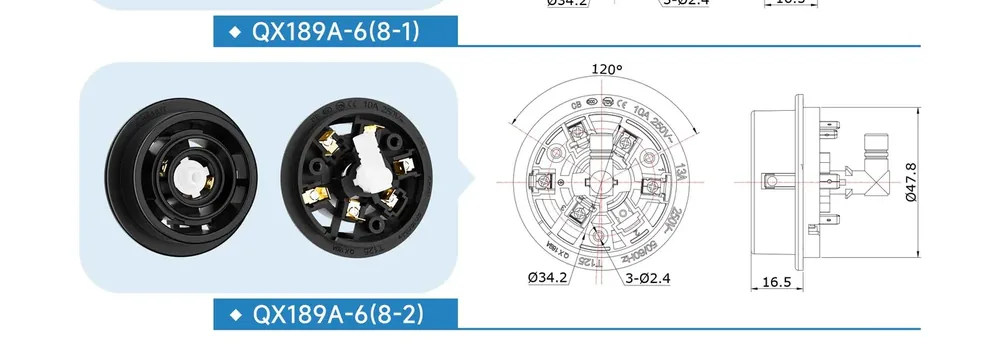 Ø34.2
3-Ø2.4
16.5
QX189A-6(8-1)
120°
10A 250V~
13A 250V~
50/60Hz
T125
QX189A
Ø34.2
3-Ø2.4
Ø47.8
16.5
QX189A-6(8-2)